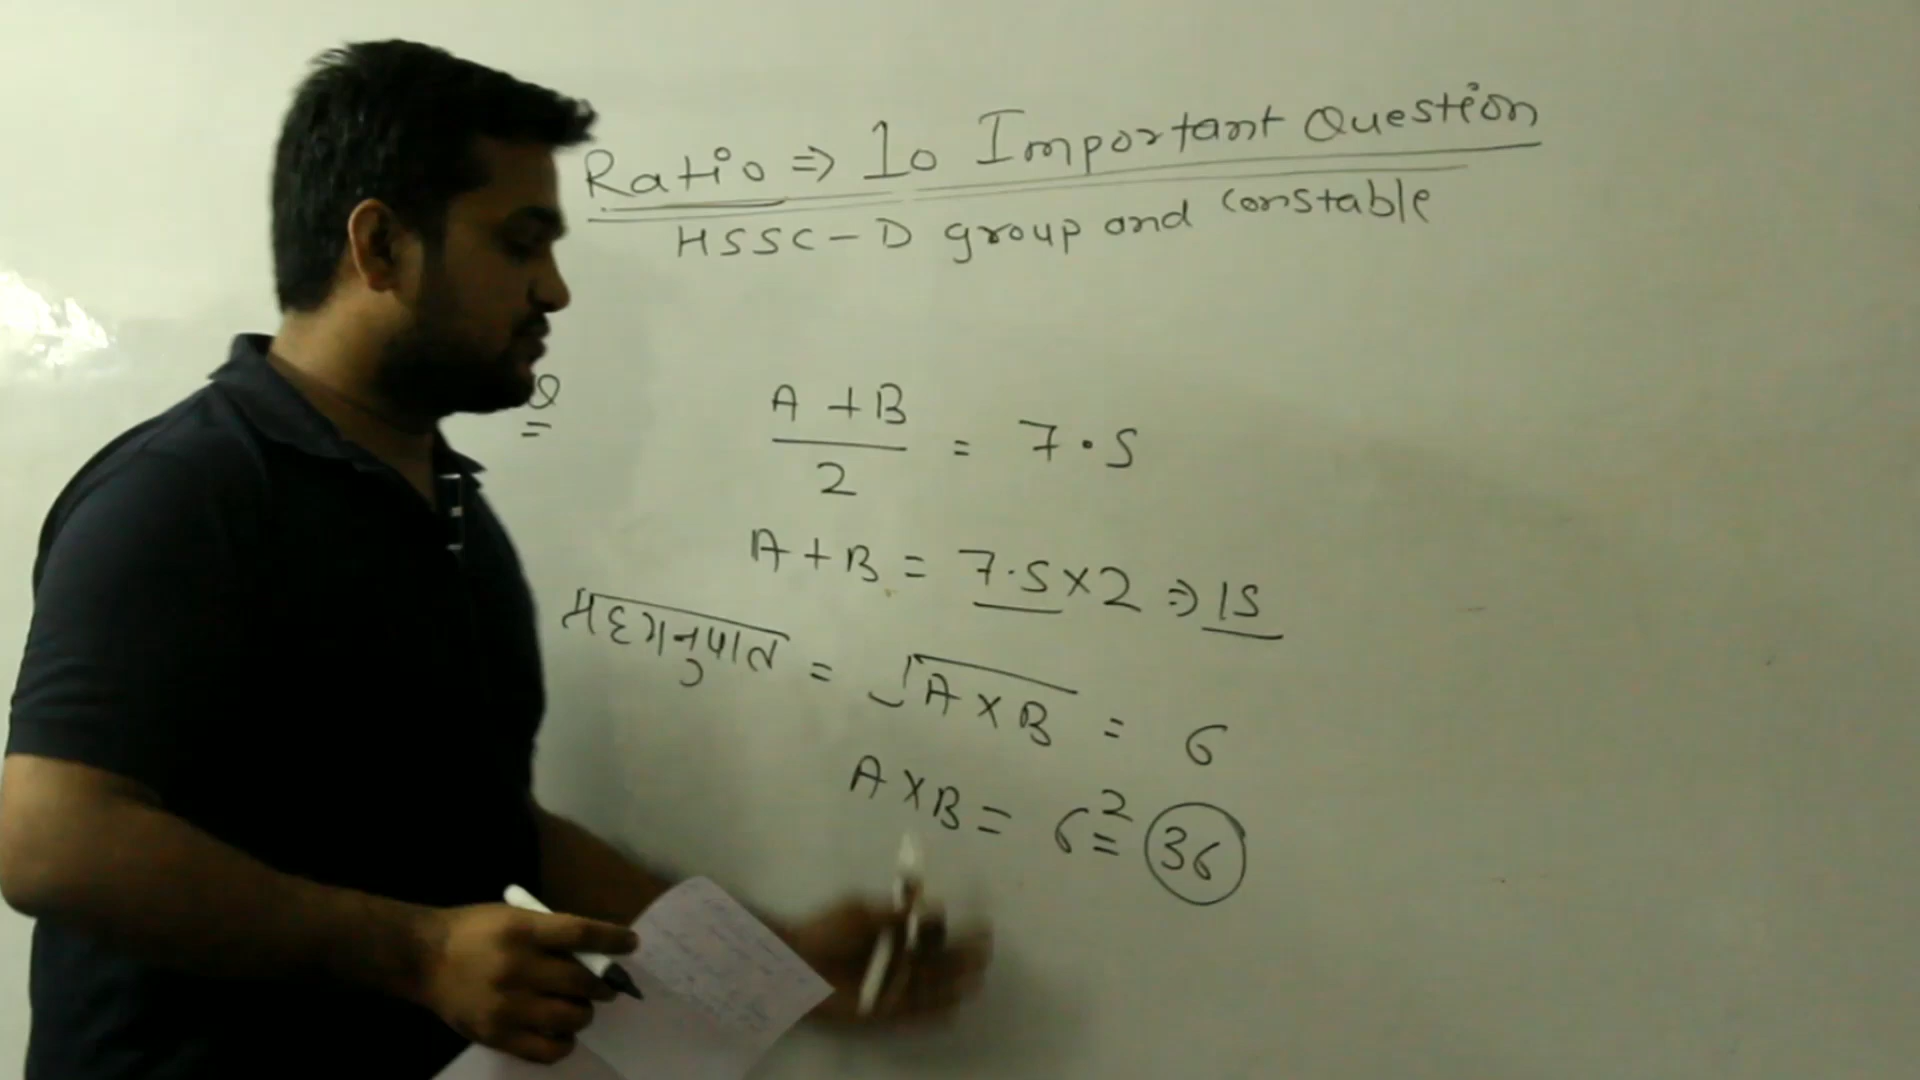 Ratio ⇒ 10 Important Question
HSSC - D group and constable
Q
A + B / 2 = 7.5
A + B = 7.5 × 2 ⇒ 15
मध्यानुपात = √A × B = 6
A × B = 6² = 36